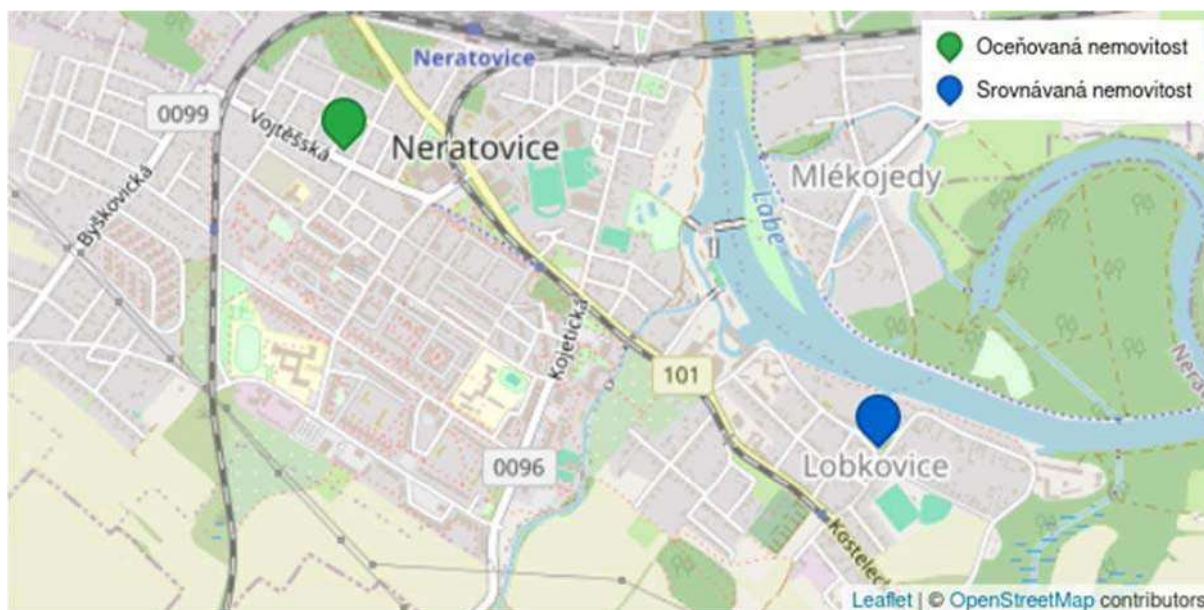 Oceňovaná nemovitost
Srovnávaná nemovitost
Neratovice
0099
Vojtěšská
Neratovice
Byškovická
Mlékojedy
Labe
Kojetická
101
0096
Lobkovice
Kostelec
Nera
Leaflet | © OpenStreetMap contributors